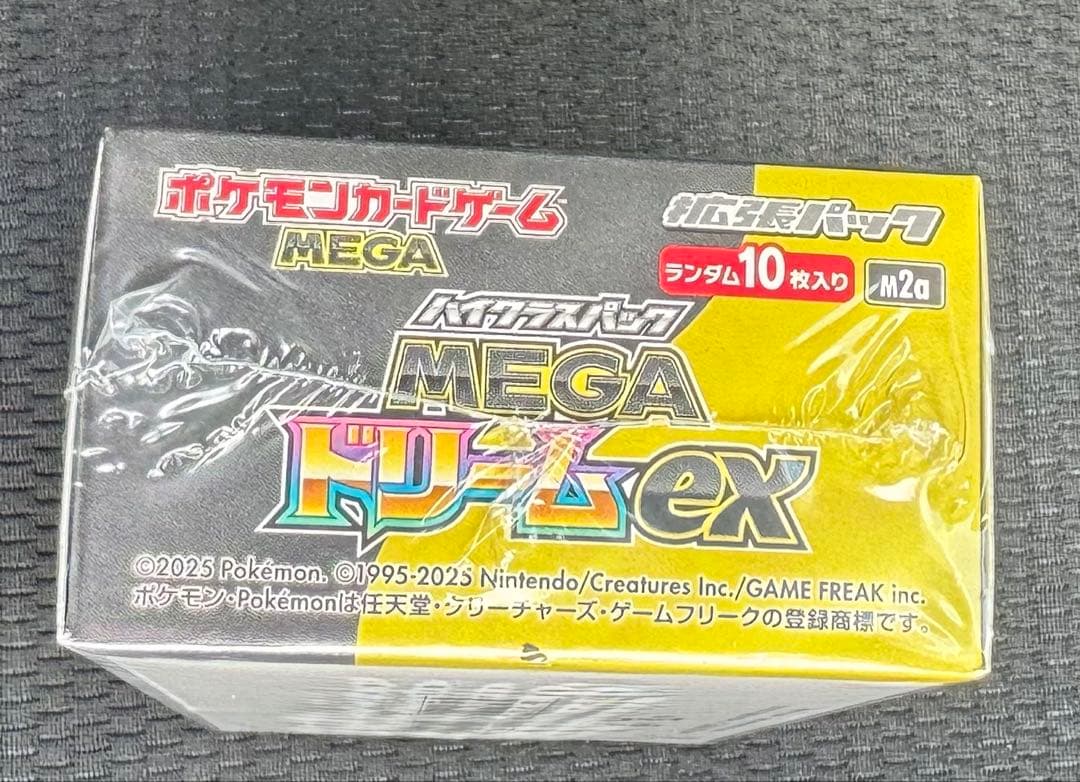 ポケモンカードゲーム
MEGA
拡張パック
ランダム10枚入り
M2a
ハイクラスパック
MEGA
ドリームex
©2025 Pokémon. ©1995-2025 Nintendo/Creatures Inc./GAME FREAK inc.
ポケモン・Pokémonは任天堂・クリーチャーズ・ゲームフリークの登録商標です。